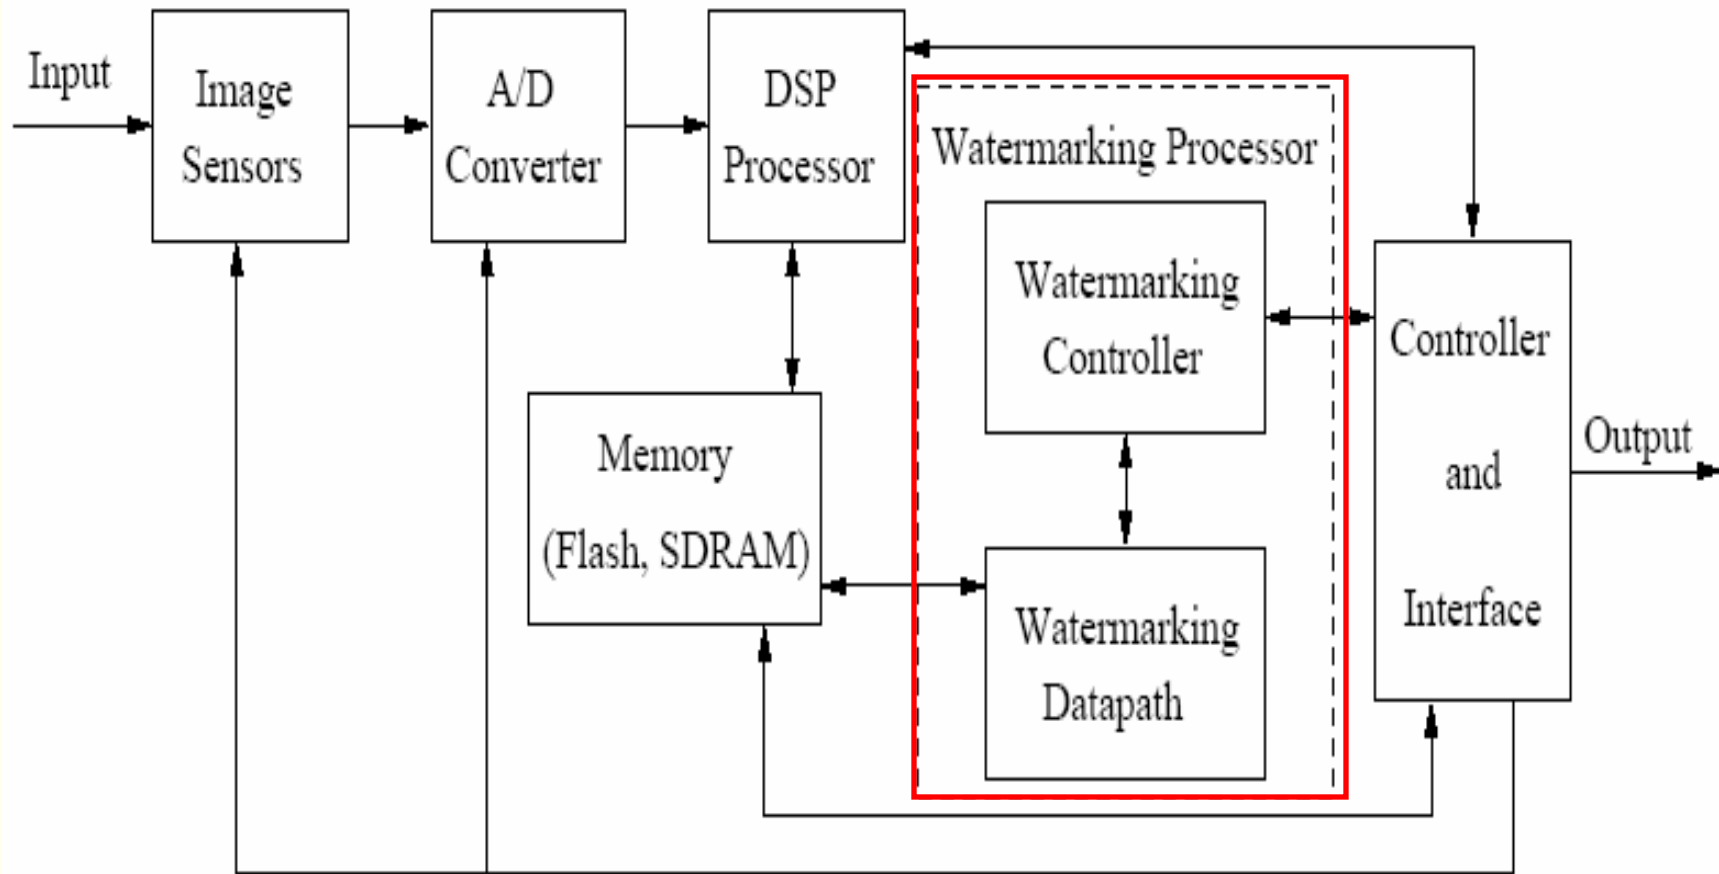 Input
Image
Sensors
A/D
Converter
DSP
Processor
Watermarking Processor
Watermarking
Controller
Controller
and
Interface
Output
Memory
(Flash, SDRAM)
Watermarking
Datapath